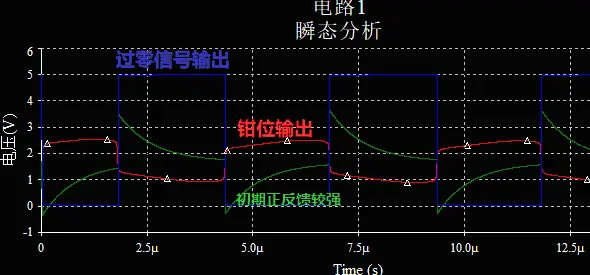 电路1
瞬态分析
过零信号输出
钳位输出
初期正反馈较强
电压(V)
6
5
4
3
2
1
0
-1
0
2.5μ
5.0μ
7.5μ
10.0μ
12.5μ
Time (s)